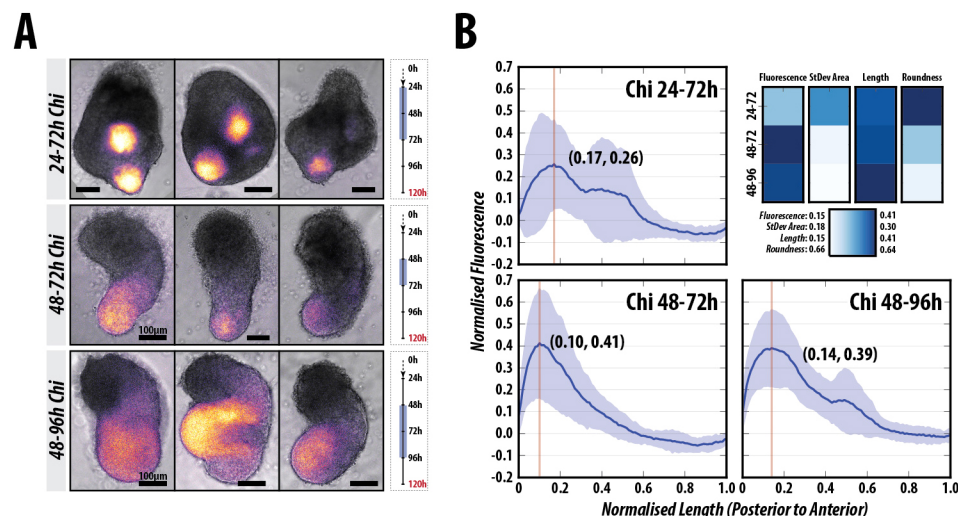 A
24-72h Chi
0h
24h
48h
72h
96h
120h
48-72h Chi
100μm
0h
24h
48h
72h
96h
120h
48-96h Chi
100μm
0h
24h
48h
72h
96h
120h
B
Normalised Fluorescence
0.7
0.6
0.5
0.4
0.3
0.2
0.1
0.0
-0.1
-0.2
Chi 24-72h
(0.17, 0.26)
Fluorescence StDev Area Length Roundness
24-72
48-72
48-96
Fluorescence: 0.15 0.41
StDev Area: 0.18 0.30
Length: 0.15 0.41
Roundness: 0.66 0.64
0.7
0.6
0.5
0.4
0.3
0.2
0.1
0.0
-0.1
-0.2
Chi 48-72h
(0.10, 0.41)
0 0.2 0.4 0.6 0.8 1.0
Chi 48-96h
(0.14, 0.39)
0 0.2 0.4 0.6 0.8 1.0
Normalised Length (Posterior to Anterior)